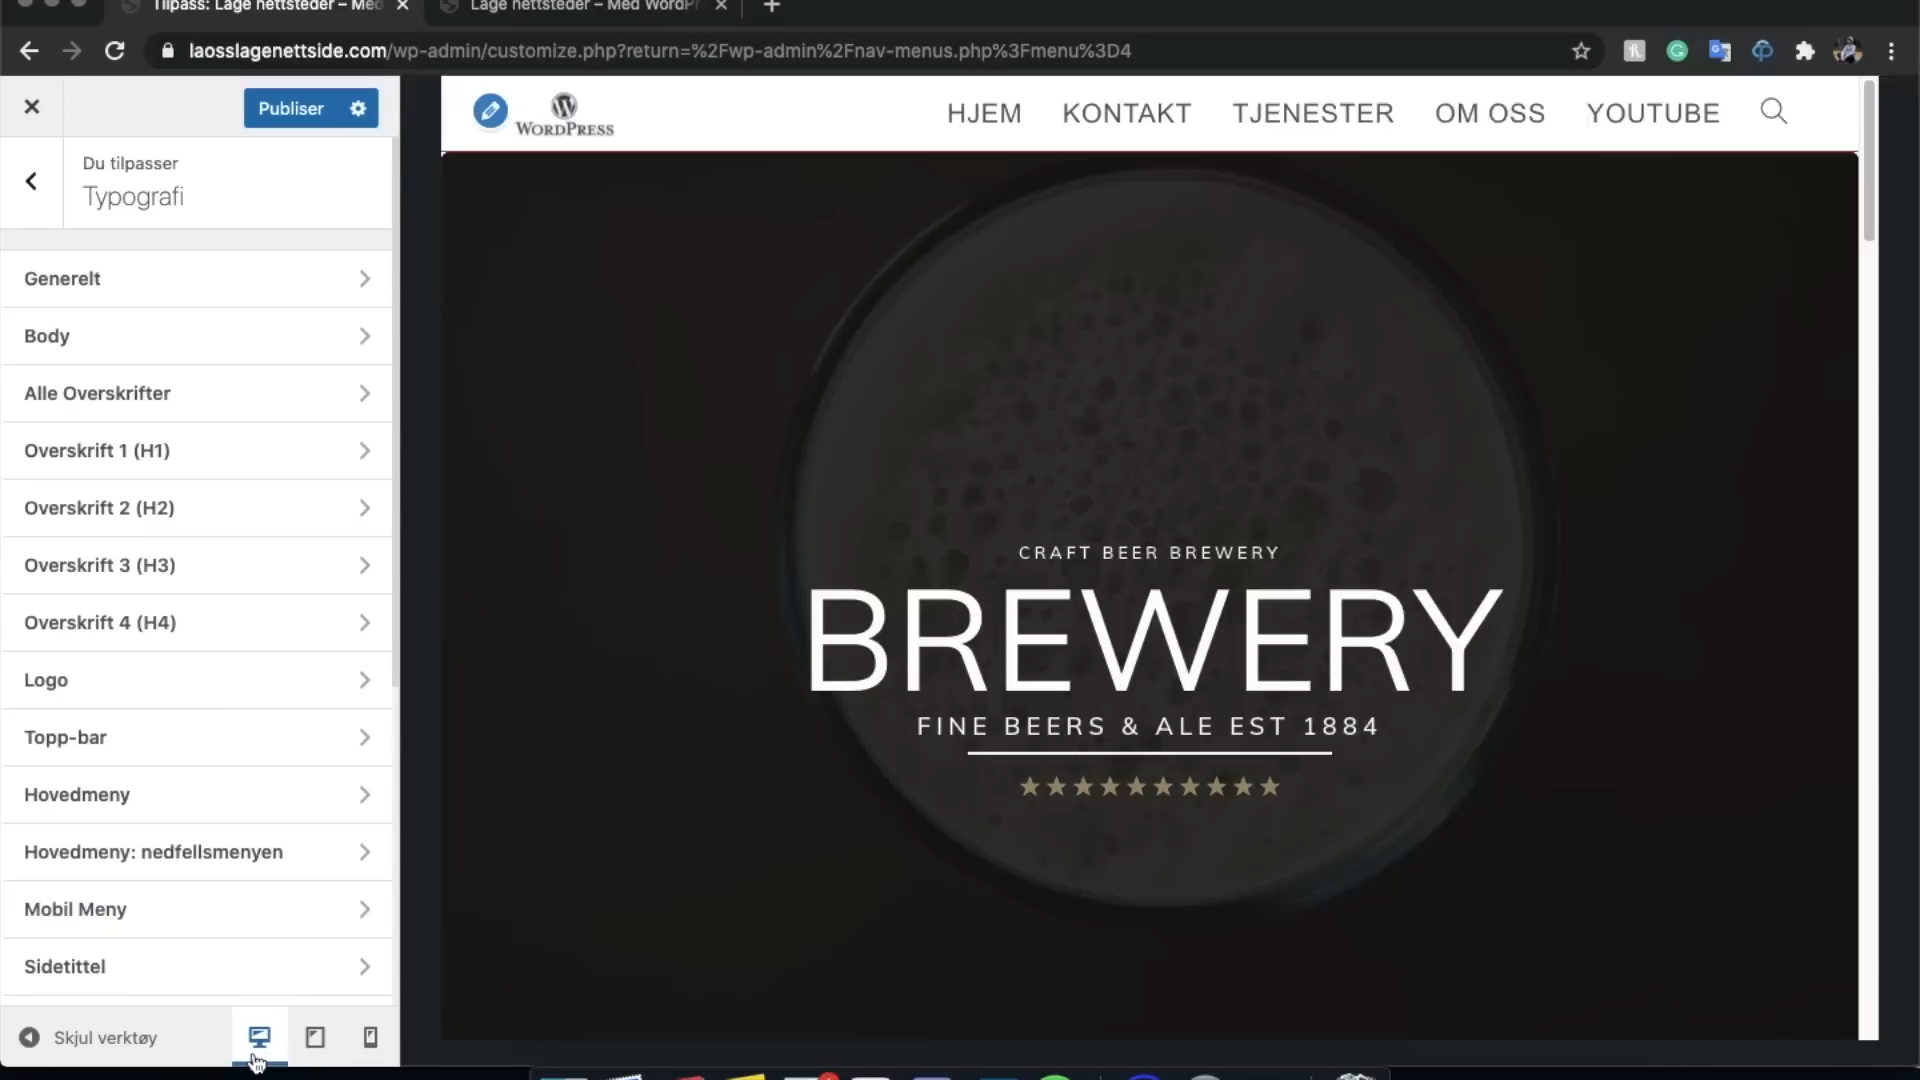 Tilpass: Lage nettsteder – Med
Lage nettsteder – Med WordPr
laosslagenettside.com/wp-admin/customize.php?return=%2Fwp-admin%2Fnav-menus.php%3Fmenu%3D4
Publiser
Du tilpasser
Typografi
Generelt
Body
Alle Overskrifter
Overskrift 1 (H1)
Overskrift 2 (H2)
Overskrift 3 (H3)
Overskrift 4 (H4)
Logo
Topp-bar
Hovedmeny
Hovedmeny: nedfellsmenyen
Mobil Meny
Sidetittel
Skjul verktøy
WORDPRESS
HJEM KONTAKT TJENESTER OM OSS YOUTUBE
CRAFT BEER BREWERY
BREWERY
FINE BEERS & ALE EST 1884